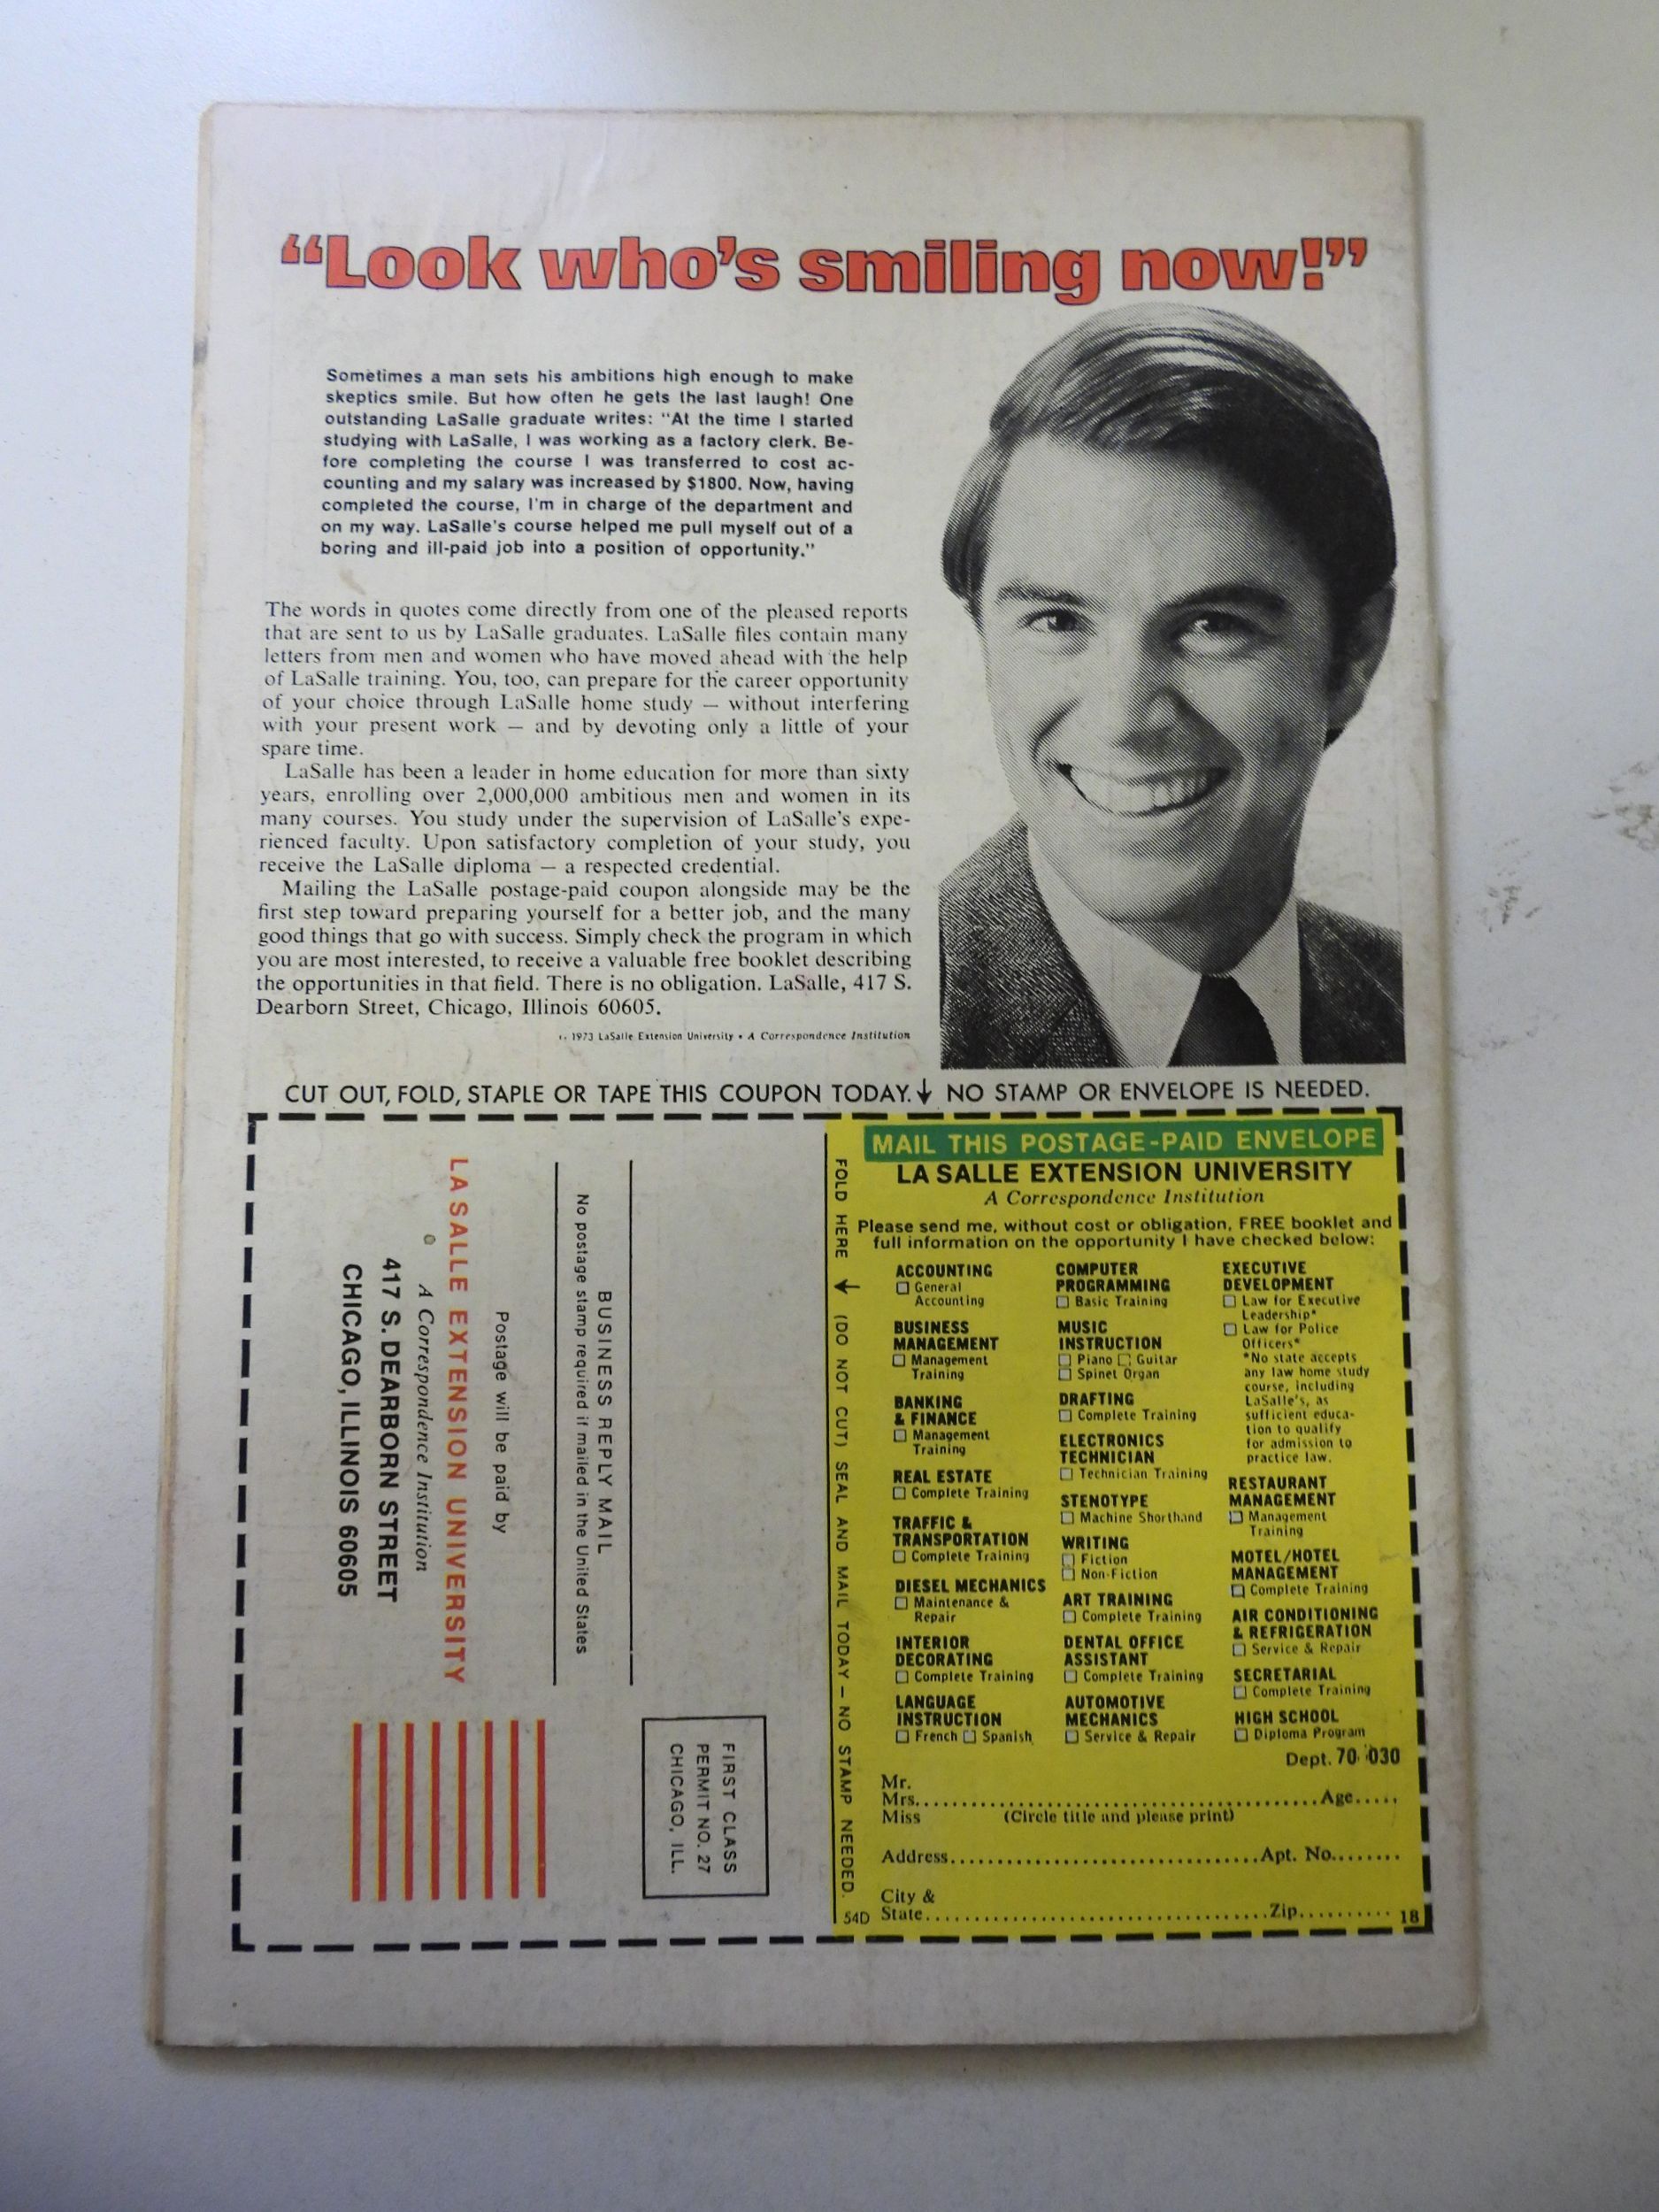 “Look who’s smiling now!”
Sometimes a man sets his ambitions high enough to make
skeptics smile. But how often he gets the last laugh! One
outstanding LaSalle graduate writes: “At the time I started
studying with LaSalle, I was working as a factory clerk. Be-
fore completing the course I was transferred to cost ac-
counting and my salary was increased by $1800. Now, having
completed the course, I’m in charge of the department and
on my way. LaSalle’s course helped me pull myself out of a
boring and ill-paid job into a position of opportunity.”
The words in quotes come directly from one of the pleased reports
that are sent to us by LaSalle graduates. LaSalle files contain many
letters from men and women who have moved ahead with the help
of LaSalle training. You, too, can prepare for the career opportunity
of your choice through LaSalle home study — without interfering
with your present work — and by devoting only a little of your
spare time.
LaSalle has been a leader in home education for more than sixty
years, enrolling over 2,000,000 ambitious men and women in its
many courses. You study under the supervision of LaSalle’s expe-
rienced faculty. Upon satisfactory completion of your study, you
receive the LaSalle diploma — a respected credential.
Mailing the LaSalle postage-paid coupon alongside may be the
first step toward preparing yourself for a better job, and the many
good things that go with success. Simply check the program in which
you are most interested, to receive a valuable free booklet describing
the opportunities in that field. There is no obligation. LaSalle, 417 S.
Dearborn Street, Chicago, Illinois 60605.
1973 LaSalle Extension University • A Correspondence Institution
CUT OUT, FOLD, STAPLE OR TAPE THIS COUPON TODAY.↓ NO STAMP OR ENVELOPE IS NEEDED.
FIRST CLASS
PERMIT NO. 27
CHICAGO, ILL.
BUSINESS REPLY MAIL
No postage stamp required if mailed in the United States
Postage will be paid by
LA SALLE EXTENSION UNIVERSITY
A Correspondence Institution
417 S. DEARBORN STREET
CHICAGO, ILLINOIS 60605
FOLD HERE ↓ (DO NOT CUT) SEAL AND MAIL TODAY – NO STAMP NEEDED.
MAIL THIS POSTAGE-PAID ENVELOPE
LA SALLE EXTENSION UNIVERSITY
A Correspondence Institution
Please send me, without cost or obligation, FREE booklet and
full information on the opportunity I have checked below:
ACCOUNTING
☐ General
Accounting
BUSINESS
MANAGEMENT
☐ Management
Training
BANKING
& FINANCE
☐ Management
Training
REAL ESTATE
☐ Complete Training
TRAFFIC &
TRANSPORTATION
☐ Complete Training
DIESEL MECHANICS
☐ Maintenance &
Repair
INTERIOR
DECORATING
☐ Complete Training
LANGUAGE
INSTRUCTION
☐ French ☐ Spanish
COMPUTER
PROGRAMMING
☐ Basic Training
MUSIC
INSTRUCTION
☐ Piano ☐ Guitar
☐ Spinet Organ
DRAFTING
☐ Complete Training
ELECTRONICS
TECHNICIAN
☐ Technician Training
STENOTYPE
☐ Machine Shorthand
WRITING
☐ Fiction
☐ Non-Fiction
ART TRAINING
☐ Complete Training
DENTAL OFFICE
ASSISTANT
☐ Complete Training
AUTOMOTIVE
MECHANICS
☐ Service & Repair
EXECUTIVE
DEVELOPMENT
☐ Law for Executive
Leadership*
☐ Law for Police
Officers*
*No state accepts
any law home study
course, including
LaSalle’s, as
sufficient educa-
tion to qualify
for admission to
practice law.
RESTAURANT
MANAGEMENT
☐ Management
Training
MOTEL/HOTEL
MANAGEMENT
☐ Complete Training
AIR CONDITIONING
& REFRIGERATION
☐ Service & Repair
SECRETARIAL
☐ Complete Training
HIGH SCHOOL
☐ Diploma Program
Dept. 70-030
Mr.
Mrs. Age
Miss (Circle title and please print)
Address Apt. No.
City &
State Zip
54D 18